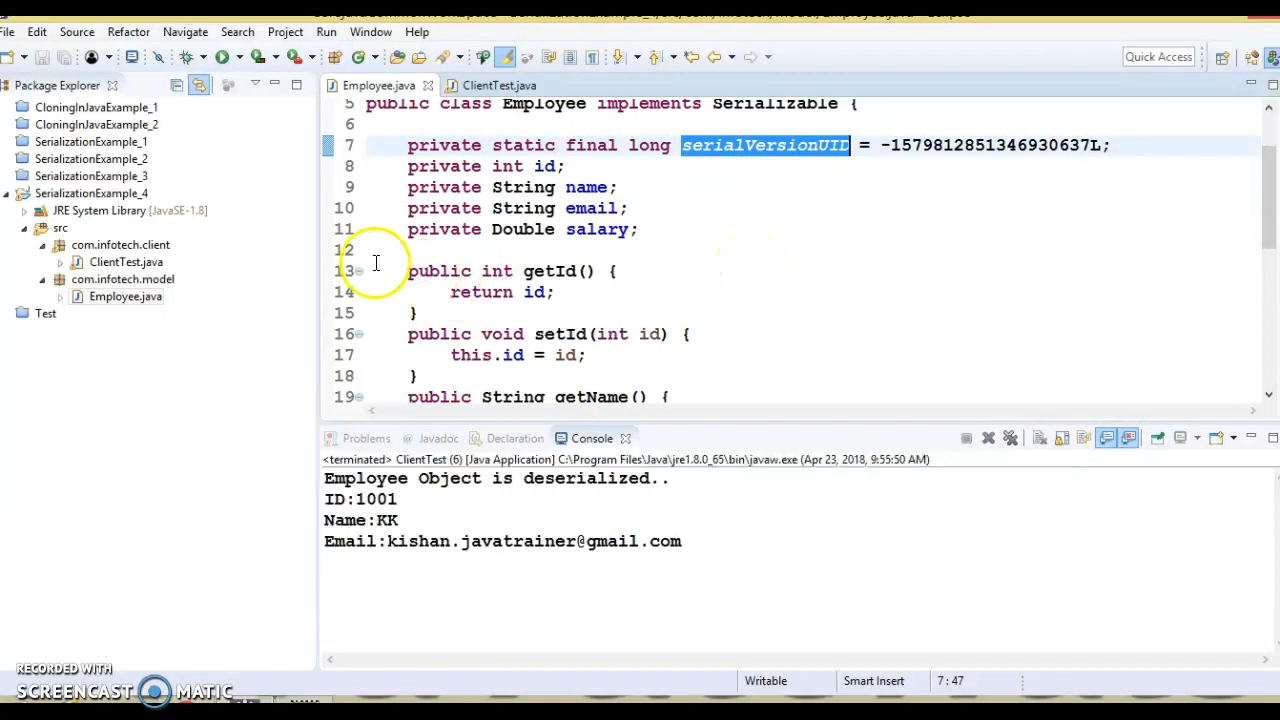 File Edit Source Refactor Navigate Search Project Run Window Help
Quick Access
Package Explorer
Employee.java
ClientTest.java
CloningInJavaExample_1
CloningInJavaExample_2
SerializationExample_1
SerializationExample_2
SerializationExample_3
SerializationExample_4
JRE System Library [JavaSE-1.8]
src
com.infotech.client
ClientTest.java
com.infotech.model
Employee.java
Test
5 public class Employee implements Serializable {
6
7 private static final long serialVersionUID = -1579812851346930637L;
8 private int id;
9 private String name;
10 private String email;
11 private Double salary;
12
13 public int getId() {
14 return id;
15 }
16 public void setId(int id) {
17 this.id = id;
18 }
19 public String getName() {
Problems Javadoc Declaration Console
<terminated> ClientTest (6) [Java Application] C:\Program Files\Java\jre1.8.0_65\bin\javaw.exe (Apr 23, 2018, 9:55:50 AM)
Employee Object is deserialized..
ID:1001
Name:KK
Email:kishan.javatrainer@gmail.com
Writable Smart Insert 7 : 47
RECORDED WITH
SCREENCAST MATIC